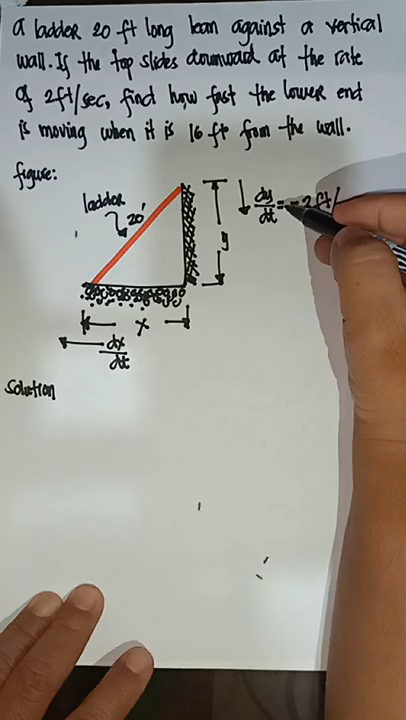 A ladder 20 ft long lean against a vertical
wall. If the top slides downward at the rate
of 2ft/sec, find how fast the lower end
is moving when it is 16 ft from the wall.
figure:
ladder
20'
y
dy/dt = -2 ft/
x
dx/dt
Solution